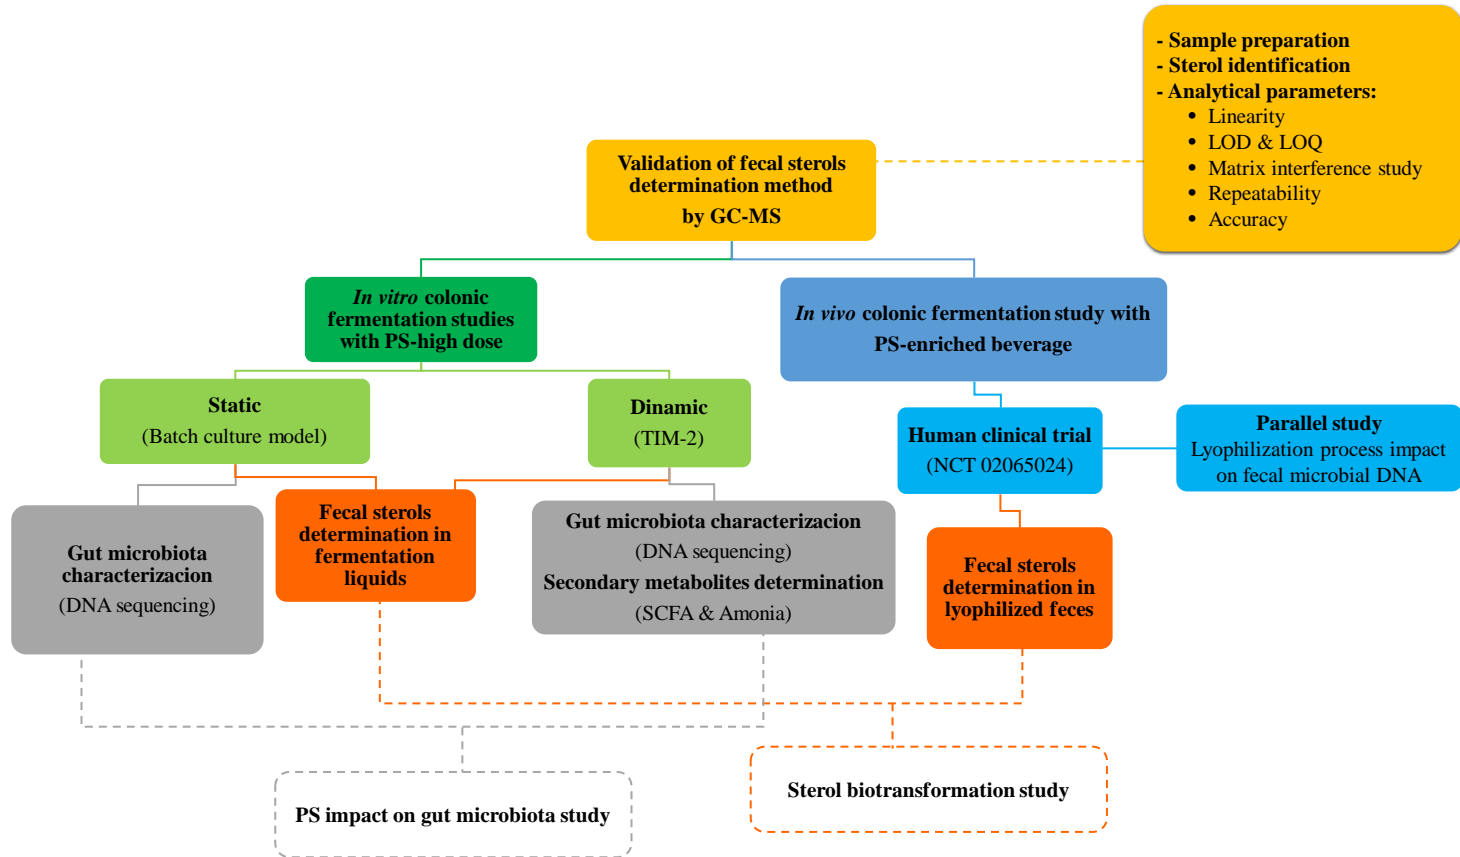 - Sample preparation
- Sterol identification
- Analytical parameters:
• Linearity
• LOD & LOQ
• Matrix interference study
• Repeatability
• Accuracy
Validation of fecal sterols
determination method
by GC-MS
In vitro colonic
fermentation studies
with PS-high dose
In vivo colonic fermentation study with
PS-enriched beverage
Static
(Batch culture model)
Dinamic
(TIM-2)
Human clinical trial
(NCT 02065024)
Parallel study
Lyophilization process impact
on fecal microbial DNA
Gut microbiota
characterizacion
(DNA sequencing)
Fecal sterols
determination in
fermentation
liquids
Gut microbiota characterizacion
(DNA sequencing)
Secondary metabolites determination
(SCFA & Amonia)
Fecal sterols
determination in
lyophilized feces
PS impact on gut microbiota study
Sterol biotransformation study